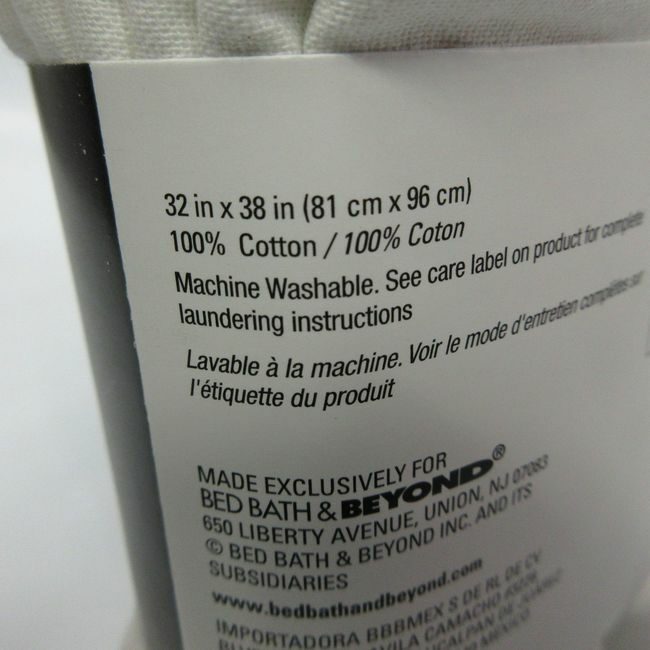 32 in x 38 in (81 cm x 96 cm)
100% Cotton / 100% Coton
Machine Washable. See care label on product for complete
laundering instructions
Lavable à la machine. Voir le mode d'entretien complètes sur
l'étiquette du produit
MADE EXCLUSIVELY FOR
BED BATH & BEYOND®
650 LIBERTY AVENUE, UNION, NJ 07083
© BED BATH & BEYOND INC. AND ITS
SUBSIDIARIES
www.bedbathandbeyond.com
IMPORTADORA BBBMEX S DE RL DE CV
CAMACHO
DE
MEXICO